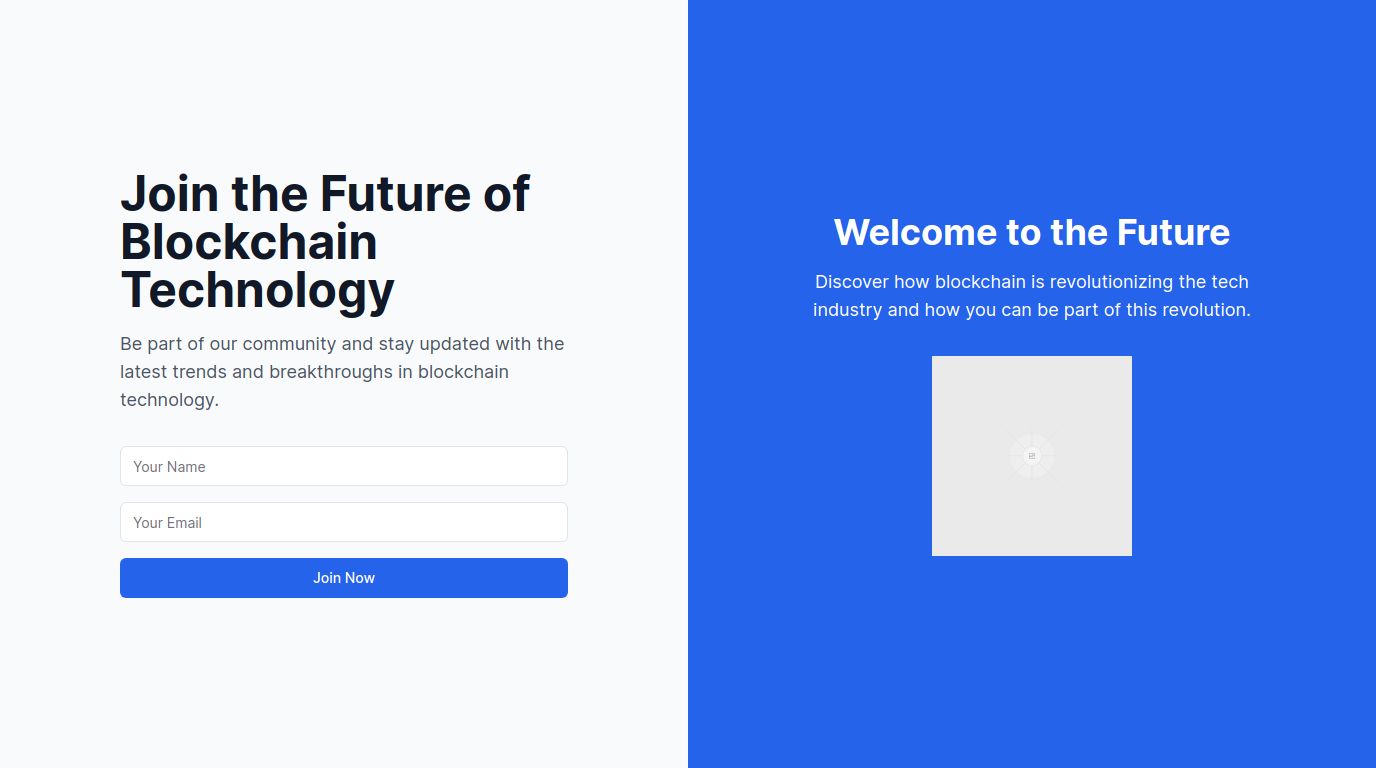 Join the Future of
Blockchain
Technology
Be part of our community and stay updated with the
latest trends and breakthroughs in blockchain
technology.
Your Name
Your Email
Join Now
Welcome to the Future
Discover how blockchain is revolutionizing the tech
industry and how you can be part of this revolution.